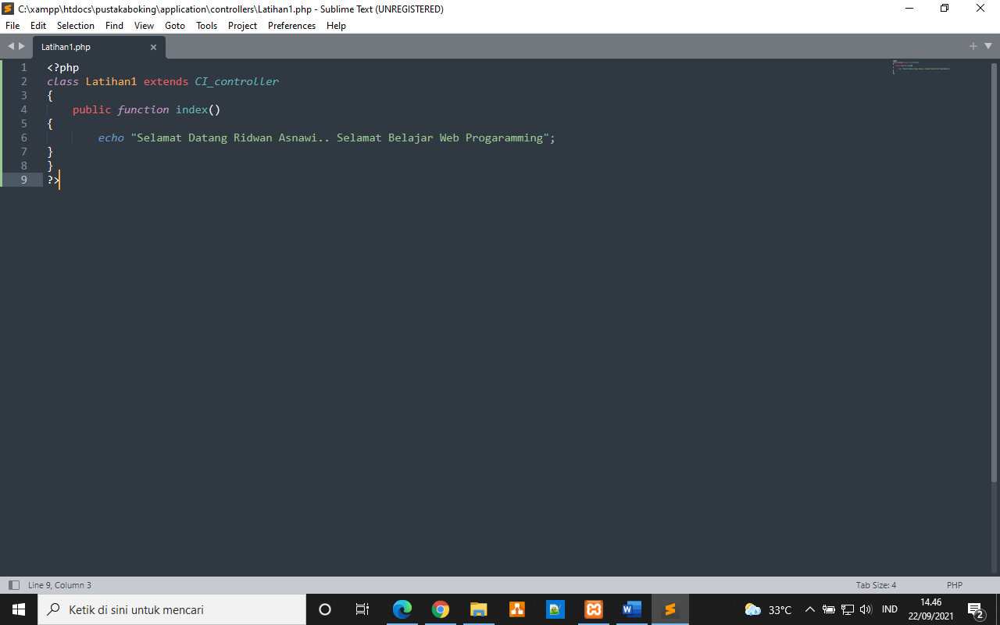 C:\xampp\htdocs\pustakaboking\application\controllers\Latihan1.php - Sublime Text (UNREGISTERED)
File Edit Selection Find View Goto Tools Project Preferences Help
Latihan1.php
1 <?php
2 class Latihan1 extends CI_controller
3 {
4 public function index()
5 {
6 echo "Selamat Datang Ridwan Asnawi.. Selamat Belajar Web Progaramming";
7 }
8 }
9 ?>
Line 9, Column 3 Tab Size: 4 PHP
Ketik di sini untuk mencari 33°C IND 14.46
22/09/2021 2